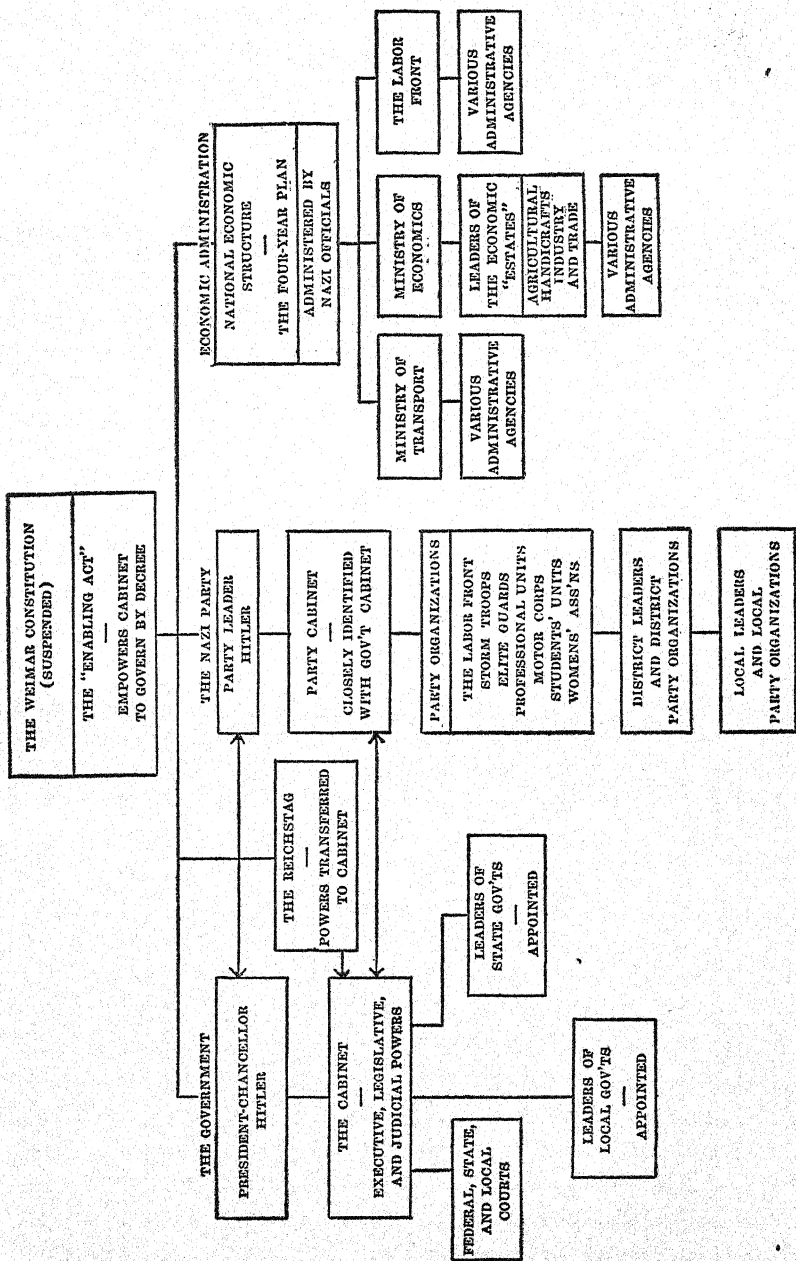 THE WEIMAR CONSTITUTION
(SUSPENDED)
THE "ENABLING ACT"
EMPOWERS CABINET
TO GOVERN BY DECREE
THE GOVERNMENT
PRESIDENT-CHANCELLOR
HITLER
THE CABINET
EXECUTIVE, LEGISLATIVE,
AND JUDICIAL POWERS
FEDERAL, STATE,
AND LOCAL
COURTS
LEADERS OF
LOCAL GOV'TS
APPOINTED
LEADERS OF
STATE GOV'TS
APPOINTED
THE REICHSTAG
POWERS TRANSFERRED
TO CABINET
THE NAZI PARTY
PARTY LEADER
HITLER
PARTY CABINET
CLOSELY IDENTIFIED
WITH GOV'T CABINET
PARTY ORGANIZATIONS
THE LABOR FRONT
STORM TROOPS
ELITE GUARDS
PROFESSIONAL UNITS
MOTOR CORPS
STUDENTS' UNITS
WOMENS' ASS'NS
DISTRICT LEADERS
AND DISTRICT
PARTY ORGANIZATIONS
LOCAL LEADERS
AND LOCAL
PARTY ORGANIZATIONS
ECONOMIC ADMINISTRATION
NATIONAL ECONOMIC
STRUCTURE
THE FOUR-YEAR PLAN
ADMINISTERED BY
NAZI OFFICIALS
MINISTRY OF
TRANSPORT
VARIOUS
ADMINISTRATIVE
AGENCIES
MINISTRY OF
ECONOMICS
LEADERS OF
THE ECONOMIC
"ESTATES"
AGRICULTURAL
HANDICRAFTS
INDUSTRY
AND TRADE
VARIOUS
ADMINISTRATIVE
AGENCIES
THE LABOR
FRONT
VARIOUS
ADMINISTRATIVE
AGENCIES